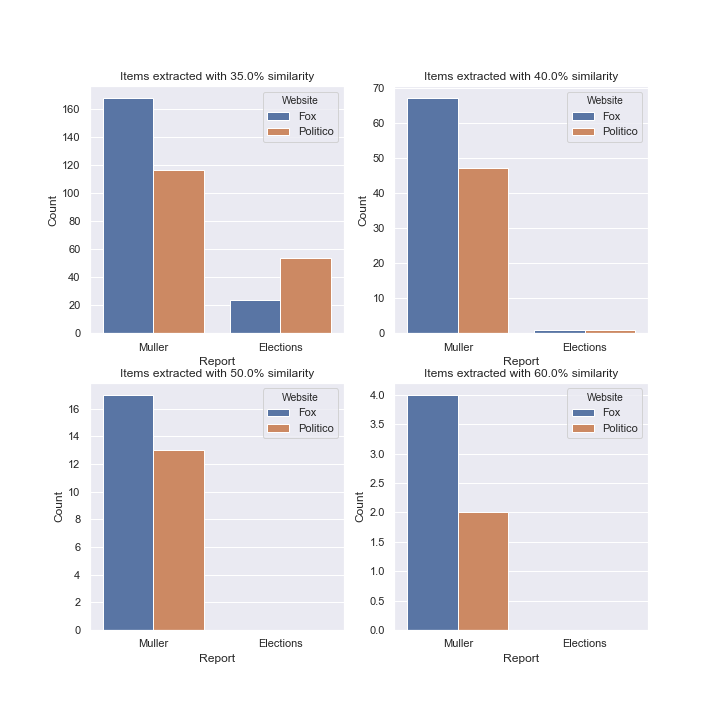 Items extracted with 35.0% similarity
Website
Fox
Politico
160
140
120
100
80
60
40
20
0
Count
Muller
Elections
Report
Items extracted with 40.0% similarity
Website
Fox
Politico
70
60
50
40
30
20
10
0
Count
Muller
Elections
Report
Items extracted with 50.0% similarity
Website
Fox
Politico
16
14
12
10
8
6
4
2
0
Count
Muller
Elections
Report
Items extracted with 60.0% similarity
Website
Fox
Politico
4.0
3.5
3.0
2.5
2.0
1.5
1.0
0.5
0.0
Count
Muller
Elections
Report